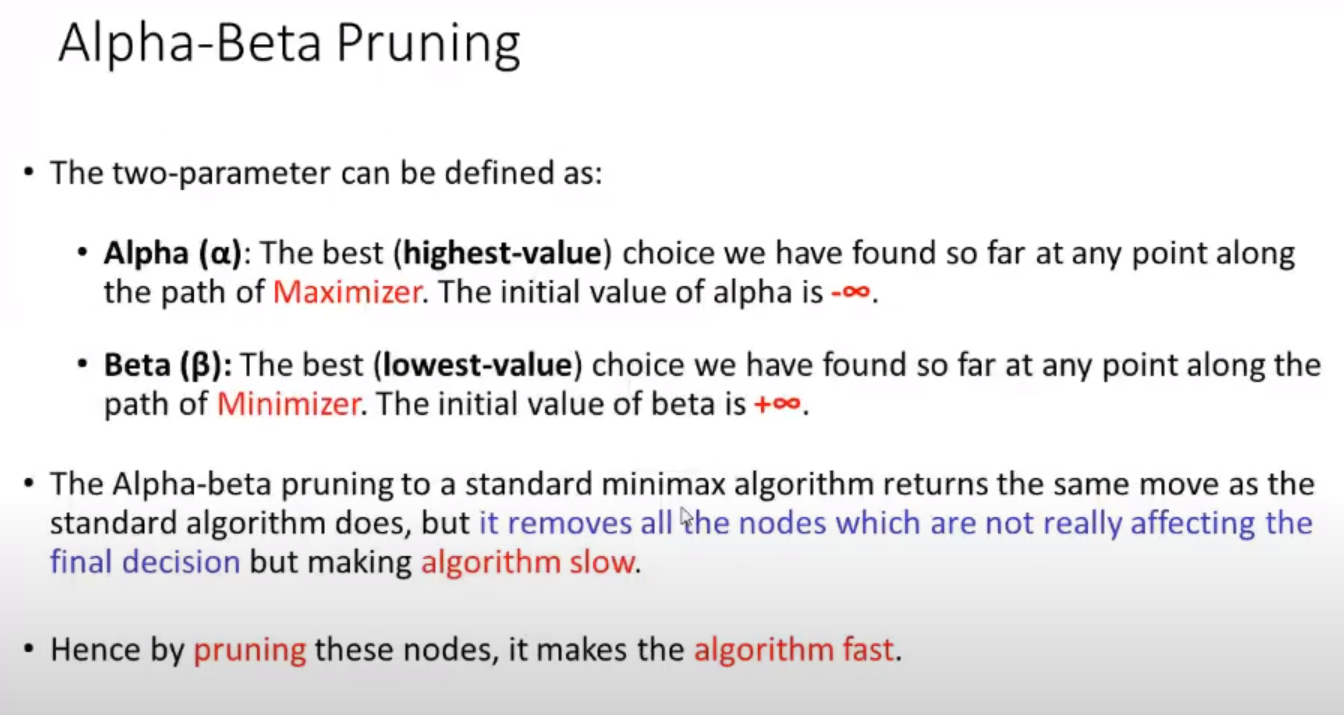 Alpha-Beta Pruning
• The two-parameter can be defined as:
• Alpha (α): The best (highest-value) choice we have found so far at any point along
the path of Maximizer. The initial value of alpha is -∞.
• Beta (β): The best (lowest-value) choice we have found so far at any point along the
path of Minimizer. The initial value of beta is +∞.
• The Alpha-beta pruning to a standard minimax algorithm returns the same move as the
standard algorithm does, but it removes all the nodes which are not really affecting the
final decision but making algorithm slow.
• Hence by pruning these nodes, it makes the algorithm fast.